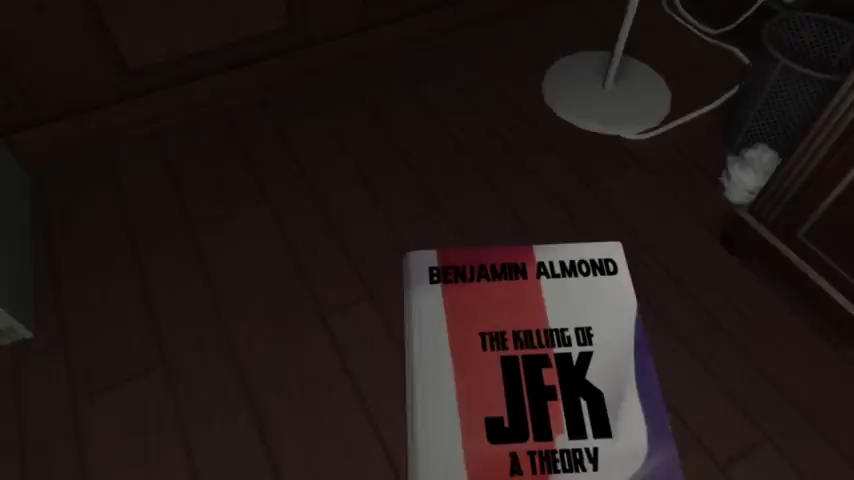 BENJAMIN ALMOND
THE KILLING OF
JFK
A THEORY